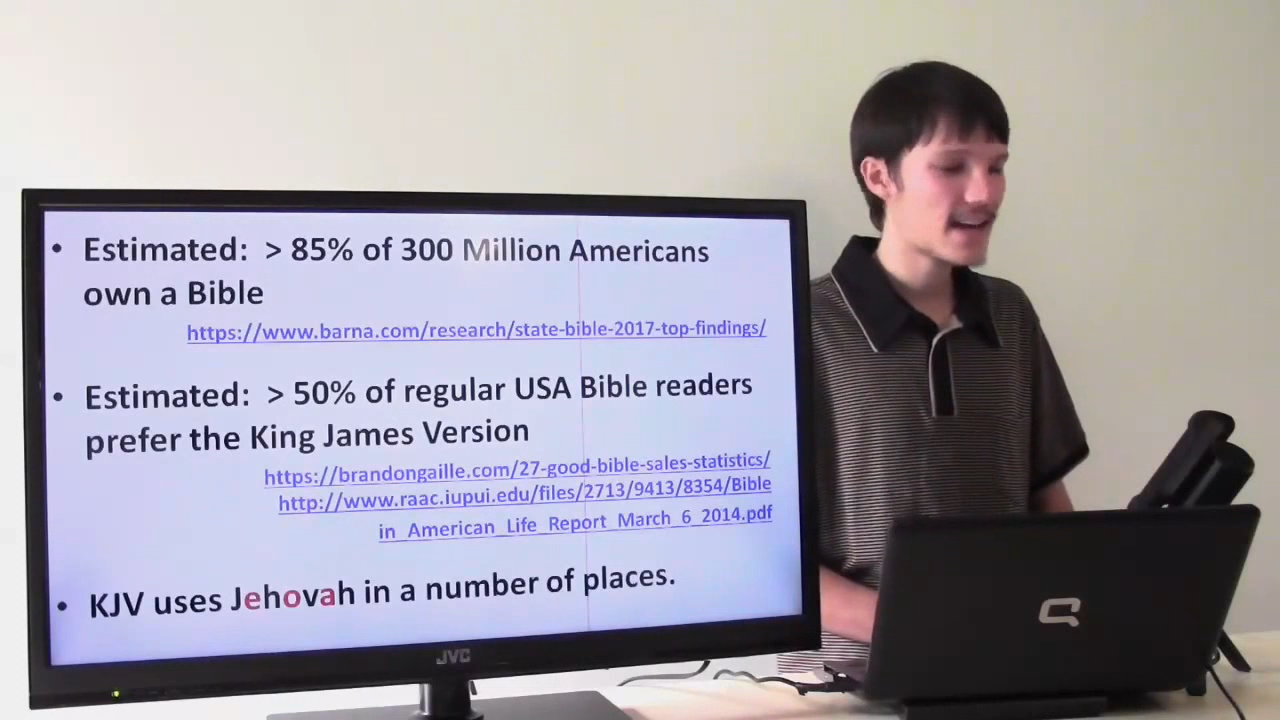 • Estimated: > 85% of 300 Million Americans
own a Bible
https://www.barna.com/research/state-bible-2017-top-findings/
• Estimated: > 50% of regular USA Bible readers
prefer the King James Version
https://brandongaille.com/27-good-bible-sales-statistics/
http://www.raac.iupui.edu/files/2713/9413/8354/Bible
in_American_Life_Report_March_6_2014.pdf
• KJV uses Jehovah in a number of places.
JVC